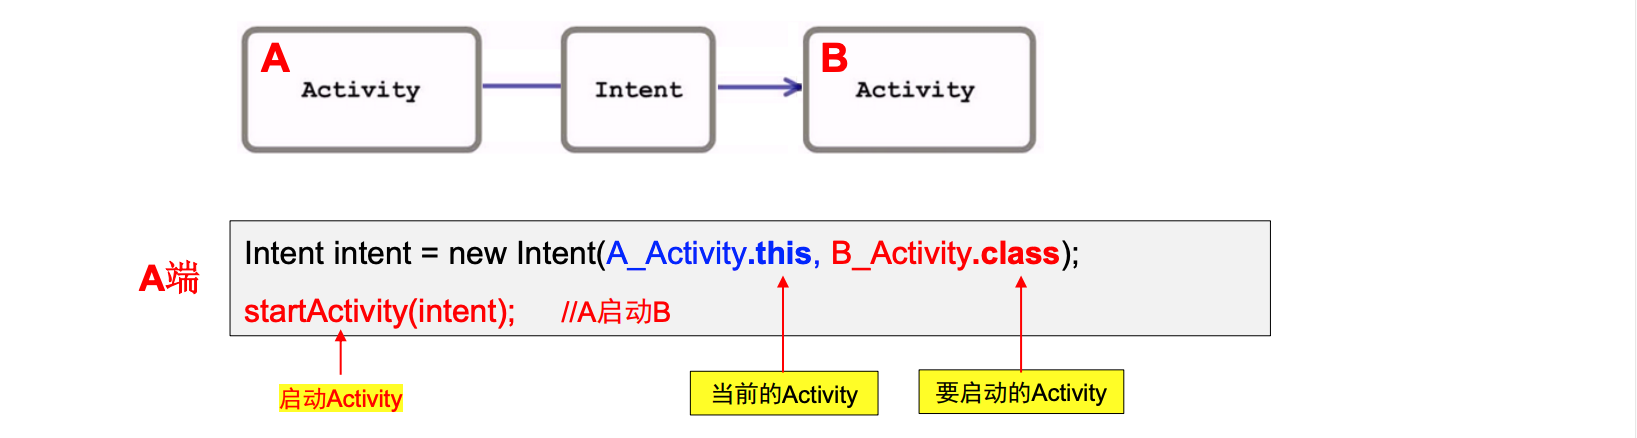 A
Activity
Intent
B
Activity
A端
Intent intent = new Intent(A_Activity.this, B_Activity.class);
startActivity(intent); //A启动B
启动Activity
当前的Activity
要启动的Activity